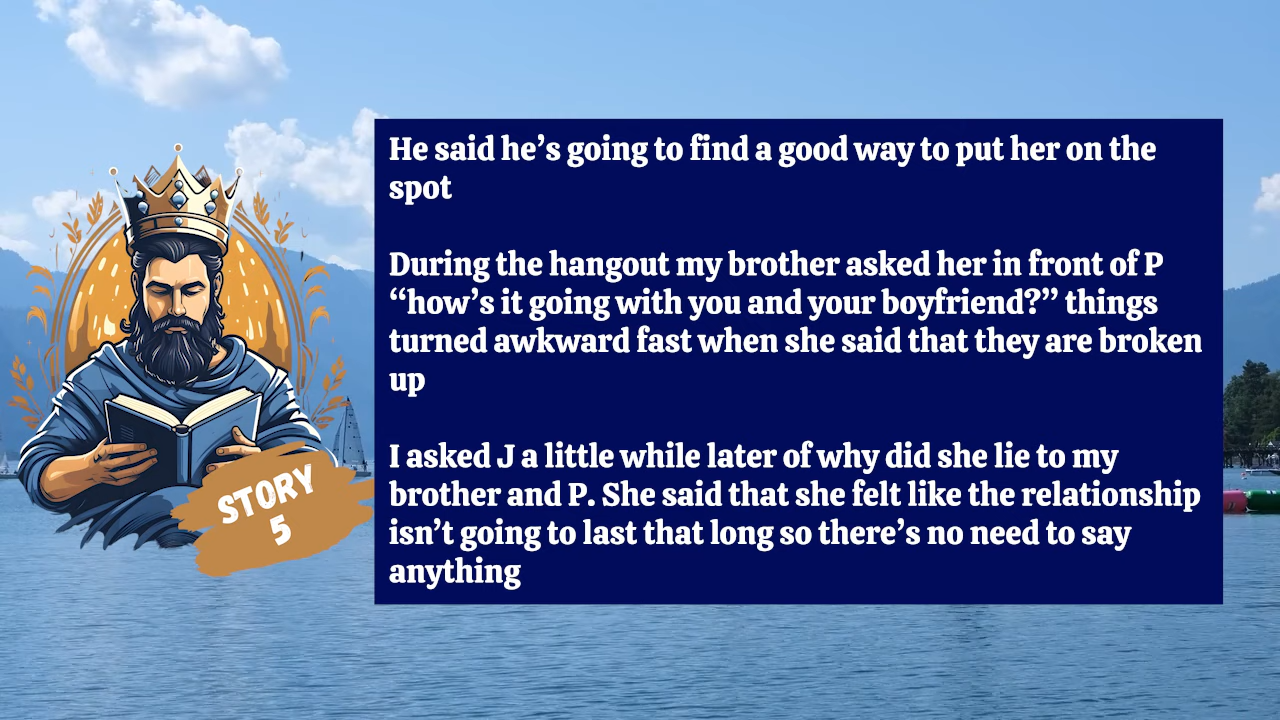 He said he’s going to find a good way to put her on the
spot
During the hangout my brother asked her in front of P
“how’s it going with you and your boyfriend?” things
turned awkward fast when she said that they are broken
up
I asked J a little while later of why did she lie to my
brother and P. She said that she felt like the relationship
isn’t going to last that long so there’s no need to say
anything
STORY
5